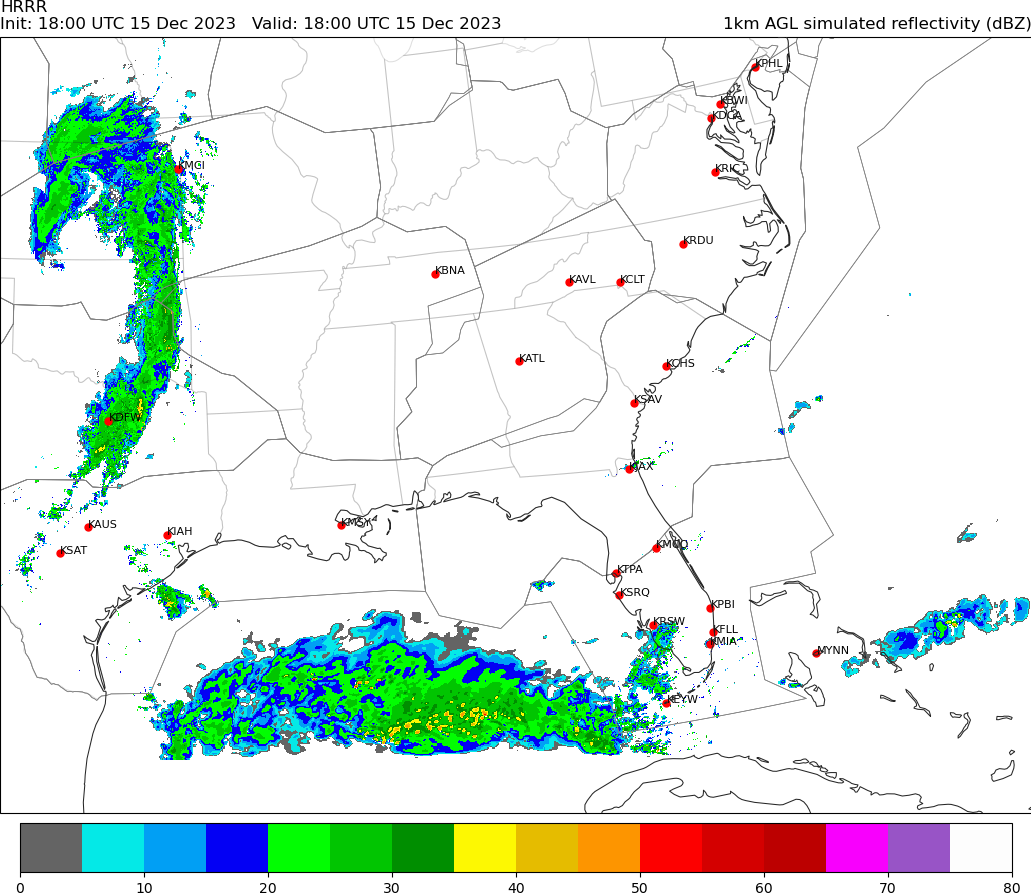 HRRR
Init: 18:00 UTC 15 Dec 2023 Valid: 18:00 UTC 15 Dec 2023 1km AGL simulated reflectivity (dBZ)
KPHL
KBWI
KDCA
KMCI
KRIC
KRDU
KBNA
KAVL KCLT
KATL
KCHS
KSAV
KDFW
KJAX
KAUS KMSY
KIAH
KSAT KMCO
KTPA
KSRQ
KPBI
KRSW KFLL
KMIA
MYNN
KEYW
0 10 20 30 40 50 60 70 80